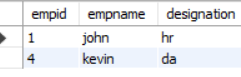 empid empname designation
1 john hr
4 kevin da